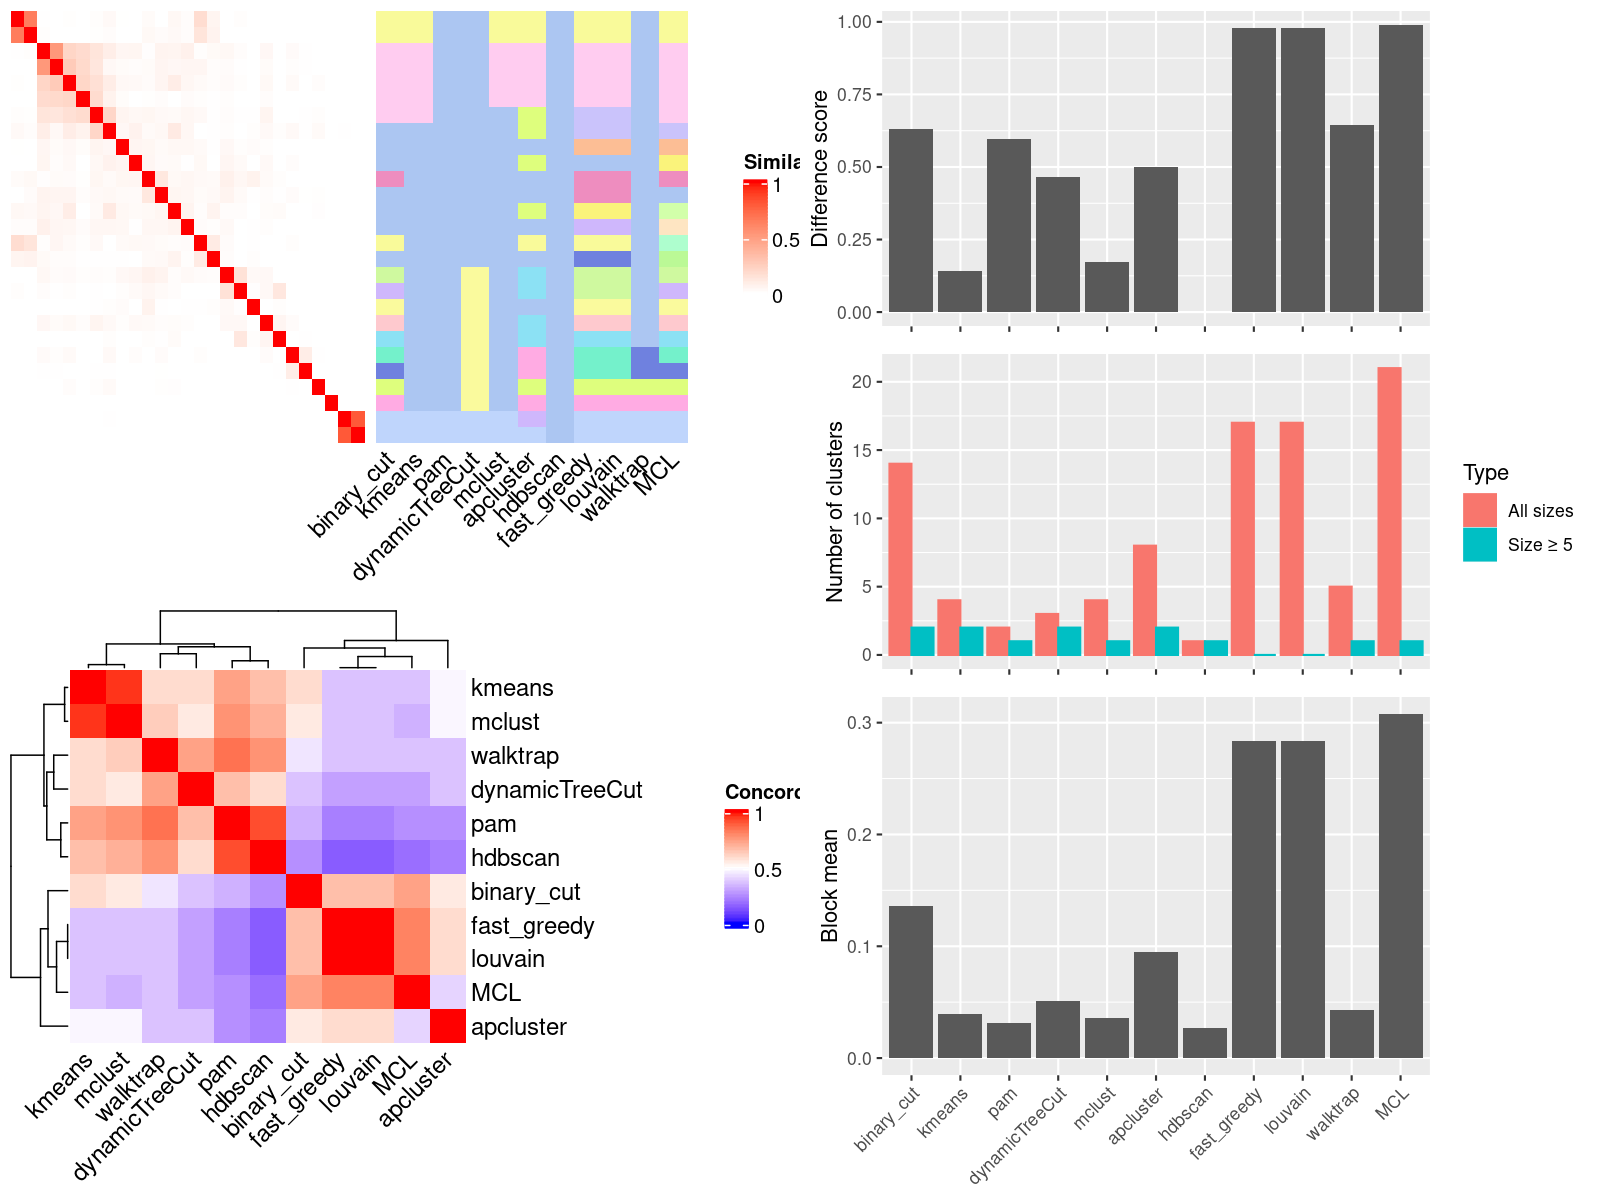 Simila
1
0.5
0
binary_cut
kmeans
pam
dynamicTreeCut
mclust
apcluster
hdbscan
fast_greedy
louvain
walktrap
MCL
kmeans
mclust
walktrap
dynamicTreeCut
pam
hdbscan
binary_cut
fast_greedy
louvain
MCL
apcluster
Concord
1
0.5
0
kmeans
mclust
walktrap
dynamicTreeCut
pam
hdbscan
binary_cut
fast_greedy
louvain
MCL
apcluster
Difference score
1.00
0.75
0.50
0.25
0.00
Number of clusters
20
15
10
5
0
Type
All sizes
Size ≥ 5
Block mean
0.3
0.2
0.1
0.0
binary_cut
kmeans
pam
dynamicTreeCut
mclust
apcluster
hdbscan
fast_greedy
louvain
walktrap
MCL